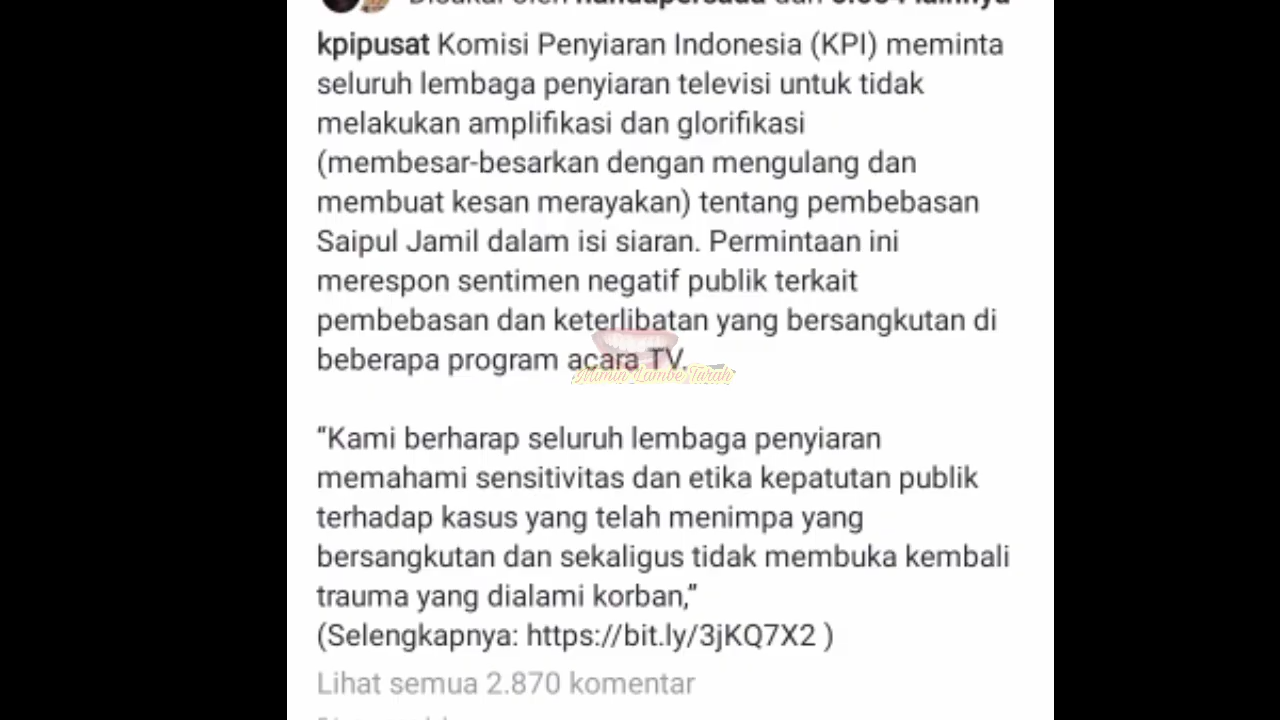 kpipusat Komisi Penyiaran Indonesia (KPI) meminta
seluruh lembaga penyiaran televisi untuk tidak
melakukan amplifikasi dan glorifikasi
(membesar-besarkan dengan mengulang dan
membuat kesan merayakan) tentang pembebasan
Saipul Jamil dalam isi siaran. Permintaan ini
merespon sentimen negatif publik terkait
pembebasan dan keterlibatan yang bersangkutan di
beberapa program acara TV.
Mimin Lambe Turah
“Kami berharap seluruh lembaga penyiaran
memahami sensitivitas dan etika kepatutan publik
terhadap kasus yang telah menimpa yang
bersangkutan dan sekaligus tidak membuka kembali
trauma yang dialami korban,”
(Selengkapnya: https://bit.ly/3jKQ7X2 )
Lihat semua 2.870 komentar